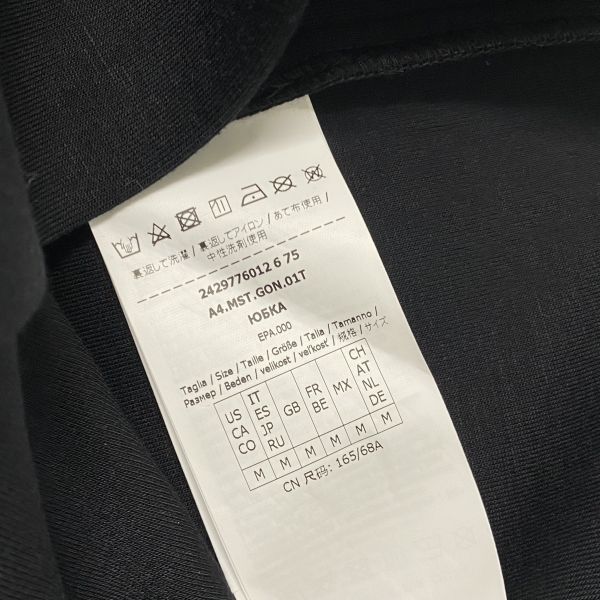 裏返して洗濯 / 裏返してアイロン / あて布使用 /
中性洗剤使用
2429776012 6 75
A4.MST.GON.01T
ЮБКА
EPA.000
Taglia / Size / Taille / Größe / Talla / Tamanno /
Размер / Beden / velikost / veľkosť / 规格 / サイズ
US CA CO IT ES JP RU GB FR BE MX CH AT NL DE
M M M M M M
CN 尺码: 165/68A